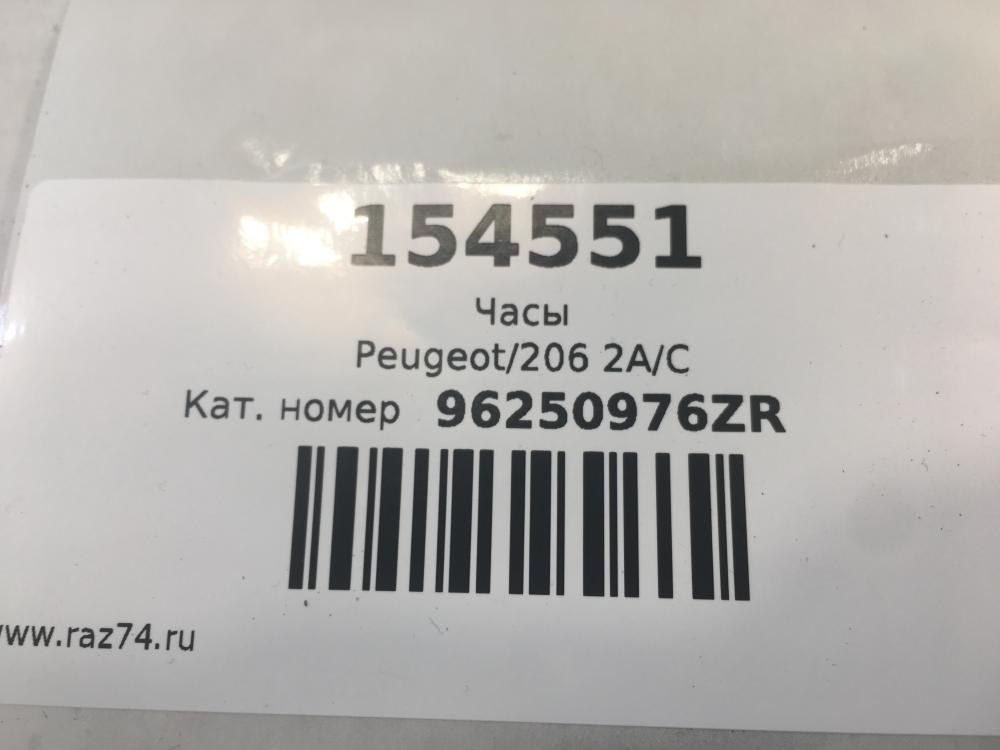 154551
Часы
Peugeot/206 2A/C
Кат. номер 96250976ZR
www.raz74.ru